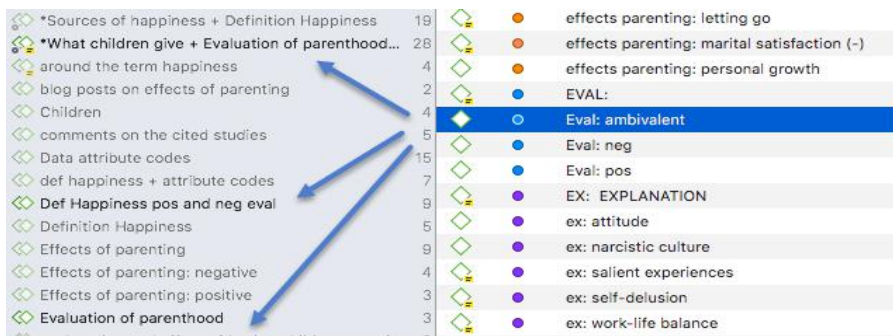 *Sources of happiness + Definition Happiness 19
*What children give + Evaluation of parenthood... 28
around the term happiness 4
blog posts on effects of parenting 2
Children 4
comments on the cited studies 5
Data attribute codes 15
def happiness + attribute codes 7
Def Happiness pos and neg eval 9
Definition Happiness 5
Effects of parenting 9
Effects of parenting: negative 4
Effects of parenting: positive 3
Evaluation of parenthood 3
effects parenting: letting go
effects parenting: marital satisfaction (-)
effects parenting: personal growth
EVAL:
Eval: ambivalent
Eval: neg
Eval: pos
EX: EXPLANATION
ex: attitude
ex: narcistic culture
ex: salient experiences
ex: self-delusion
ex: work-life balance